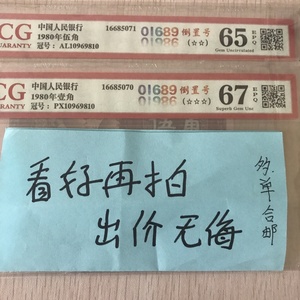 CG
GUARANTY
中国人民银行
1980年伍角
冠号：AL10969810
16685071
01689
01689
倒置号
(☆☆)
65
EPQ
Gem Uncirculated
CG
GUARANTY
中国人民银行
1980年壹角
冠号：PX10969810
16685070
01689
01986
倒置号
(☆☆)
67
EPQ
Superb Gem Unc
看好再拍
出价无悔
多单合邮